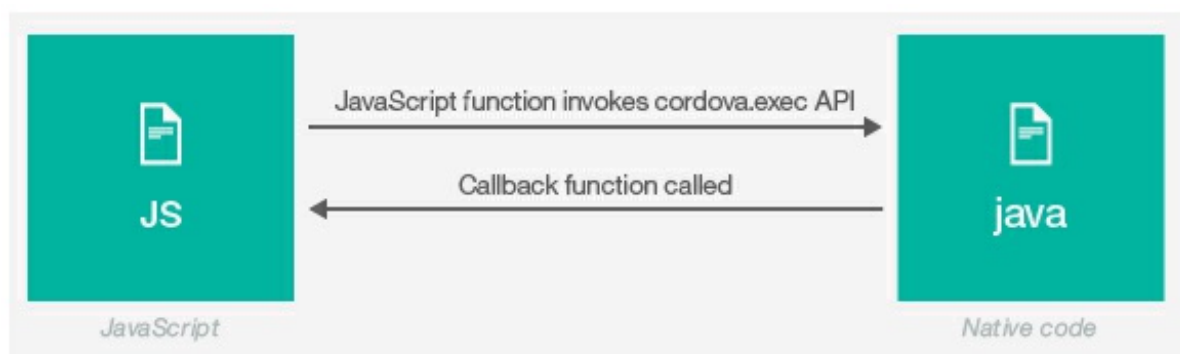 JavaScript function invokes cordova.exec API
Callback function called
JS
java
JavaScript
Native code